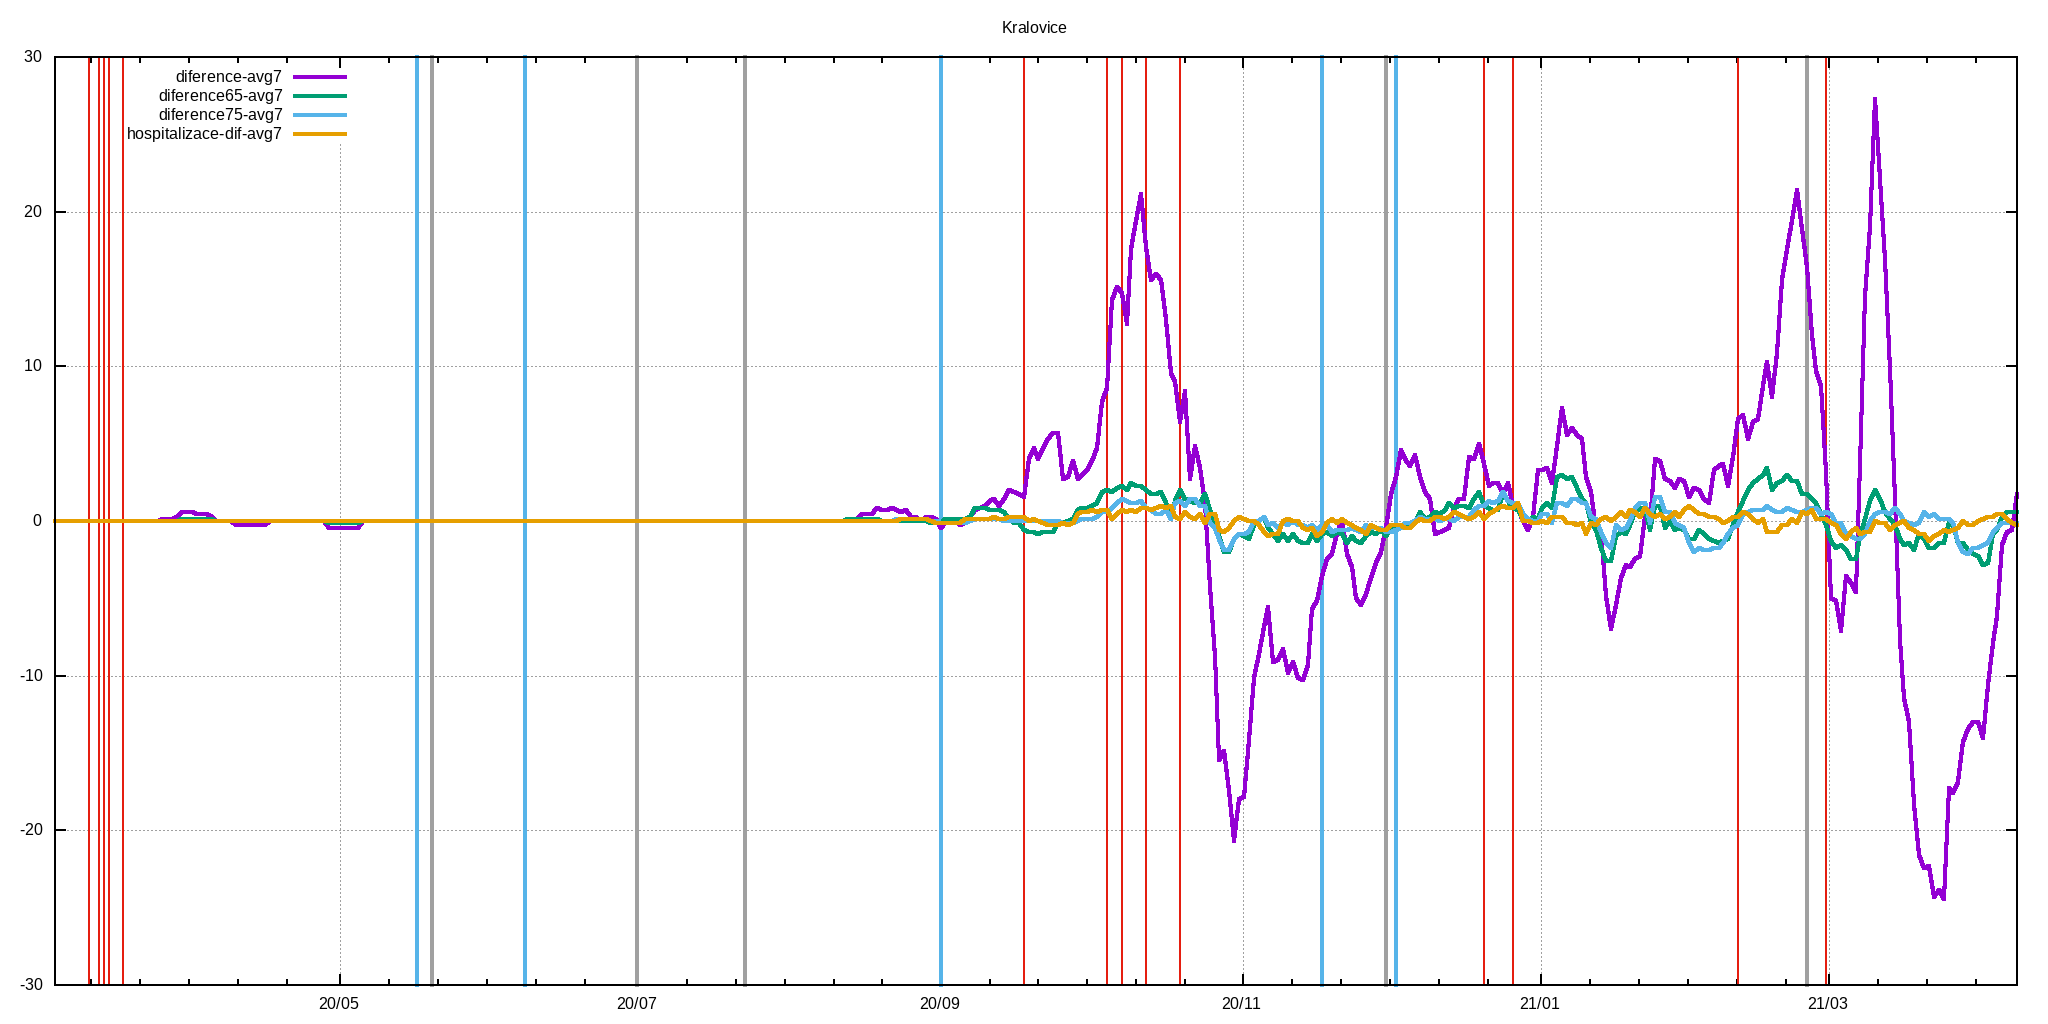 Kralovice
30
diference-avg7
diference65-avg7
diference75-avg7
hospitalizace-dif-avg7
20
10
0
-10
-20
-30
20/05 20/07 20/09 20/11 21/01 21/03